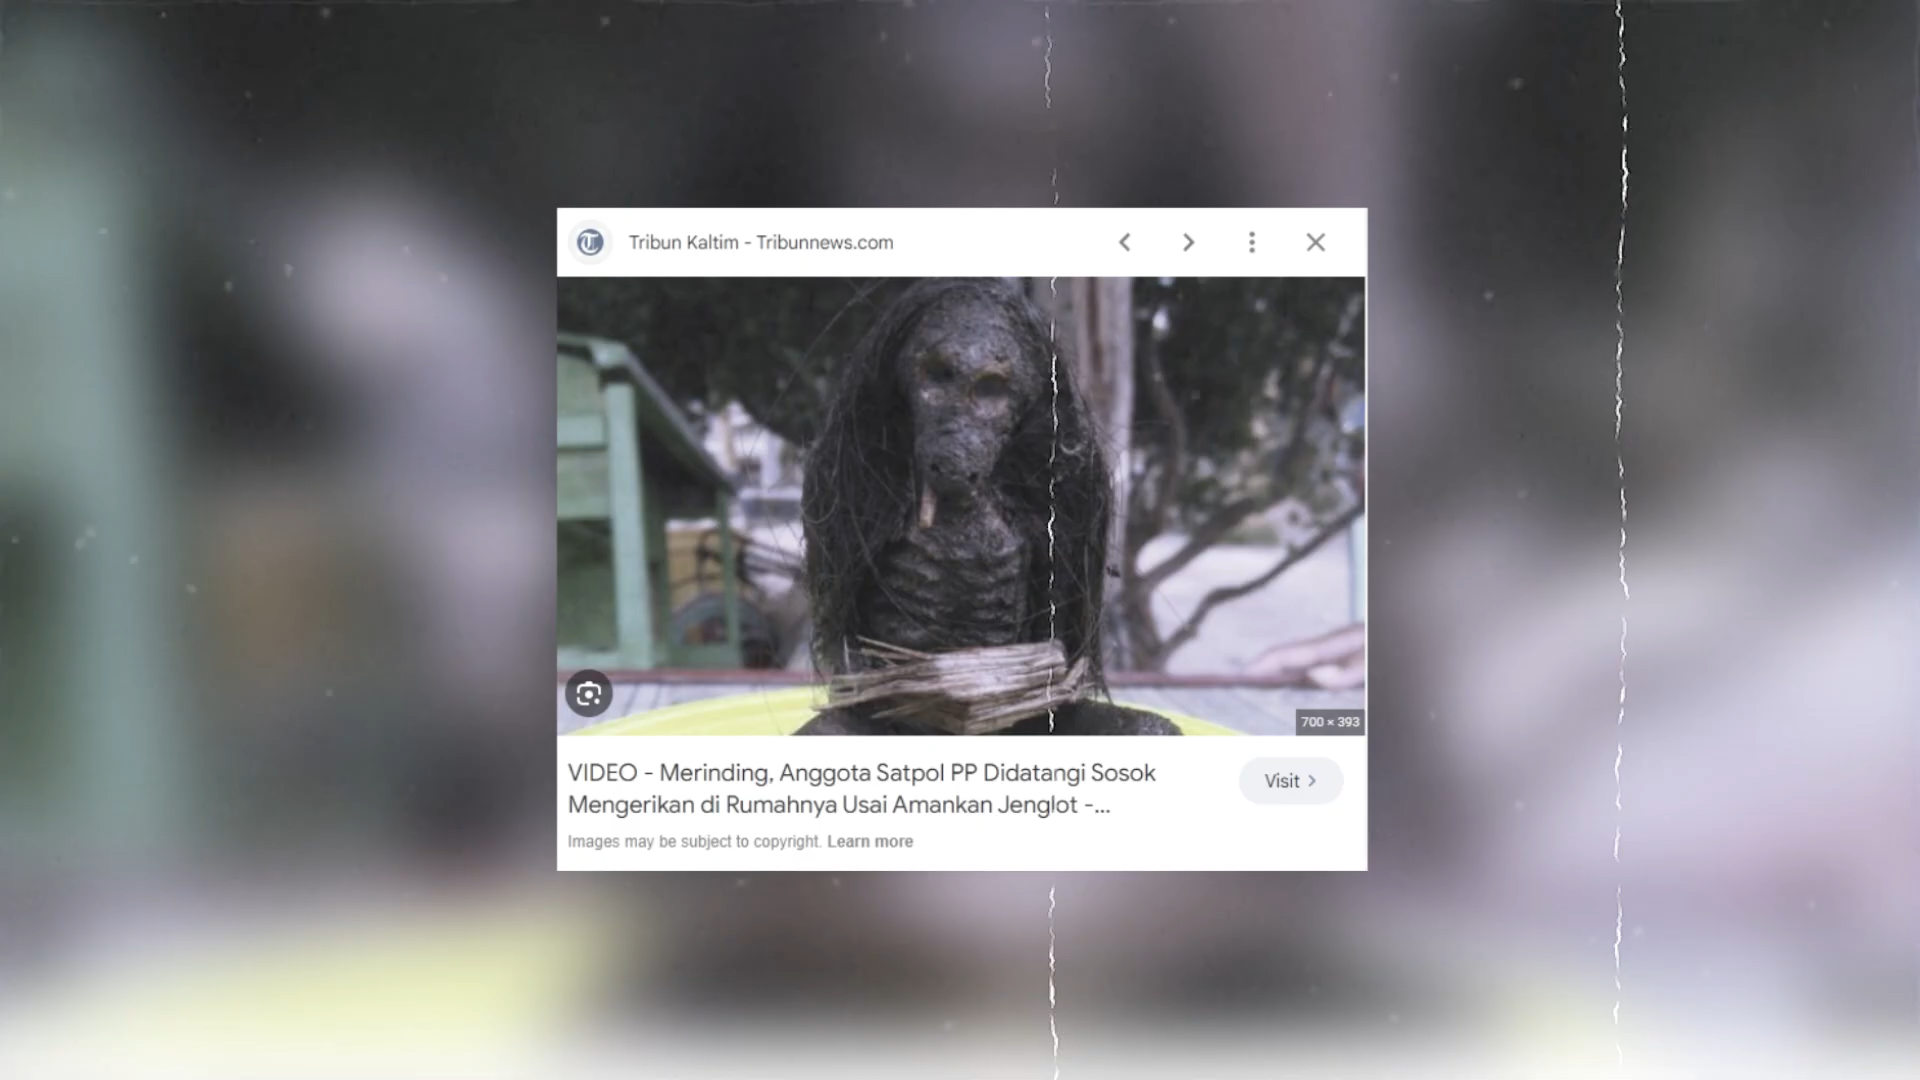 Tribun Kaltim - Tribunnews.com
700 × 393
VIDEO - Merinding, Anggota Satpol PP Didatangi Sosok
Mengerikan di Rumahnya Usai Amankan Jenglot -...
Visit
Images may be subject to copyright. Learn more